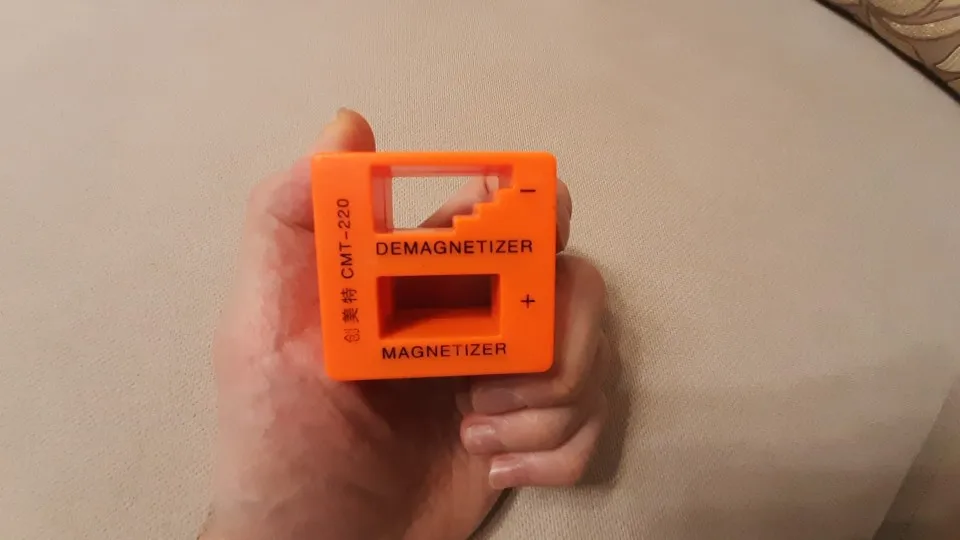 创美特 CMT-220
−
DEMAGNETIZER
+
MAGNETIZER